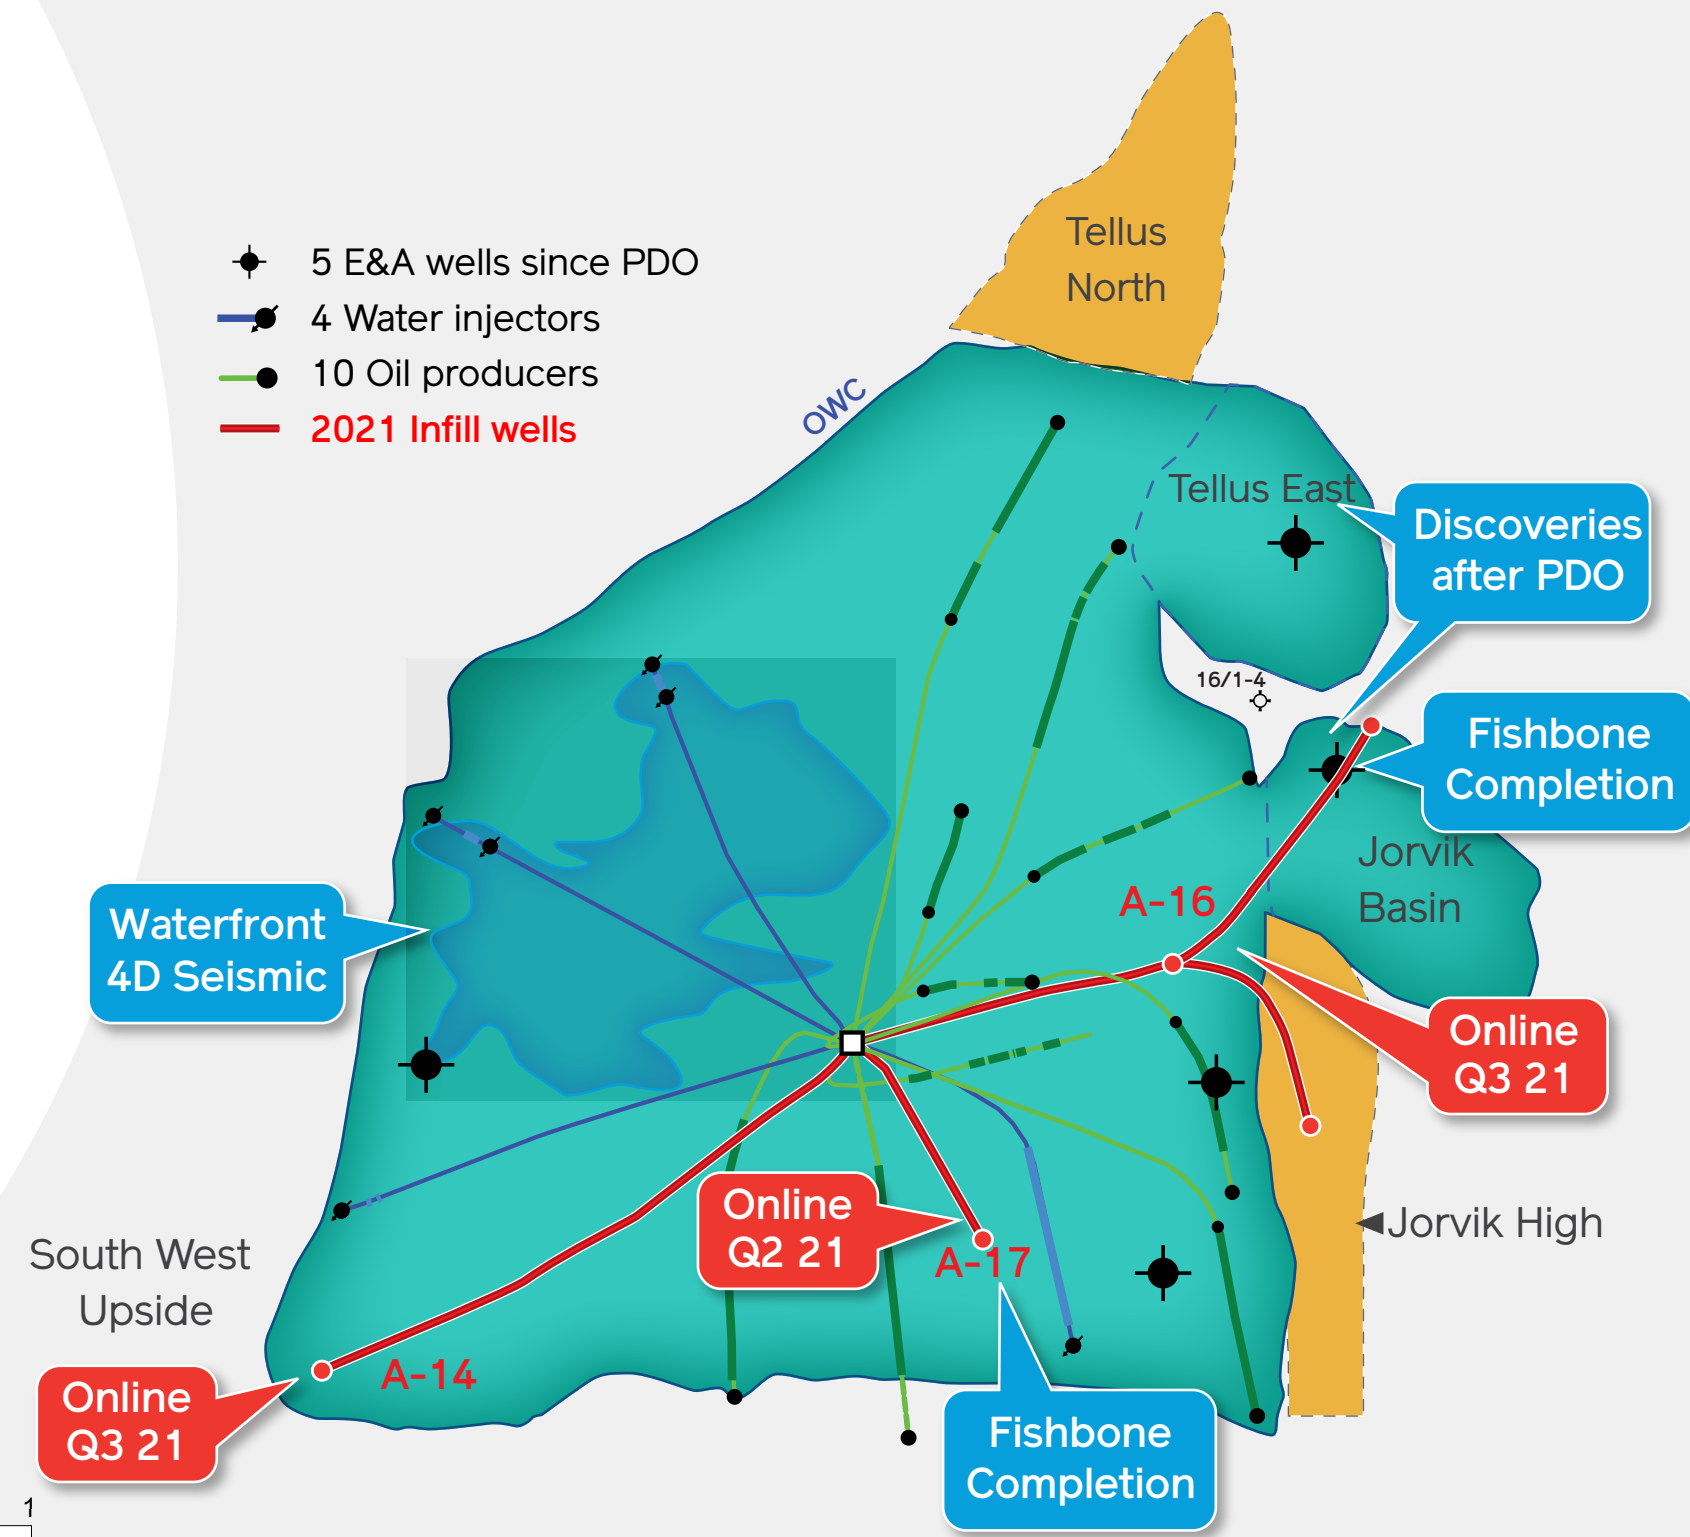 Tellus
North
5 E&A wells since PDO
4 Water injectors
10 Oil producers
2021 Infill wells
OWC
Tellus East
Discoveries
after PDO
16/1-4
Fishbone
Completion
Jorvik
Basin
A-16
Waterfront
4D Seismic
Online
Q3 21
Online
Q2 21
A-17
Jorvik High
South West
Upside
A-14
Online
Q3 21
Fishbone
Completion
1